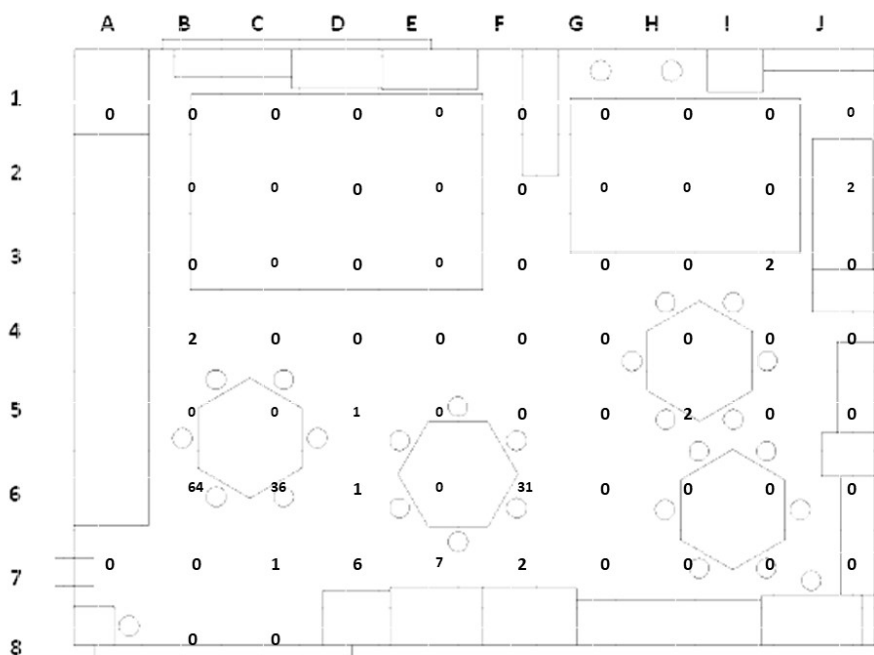 A B C D E F G H I J
1 0 0 0 0 0 0 0 0 0 0
2 0 0 0 0 0 0 0 0 2
3 0 0 0 0 0 0 0 2 0
4 2 0 0 0 0 0 0 0 0
5 0 0 1 0 0 0 2 0 0
6 64 36 1 0 31 0 0 0 0
7 0 0 1 6 7 2 0 0 0 0
8 0 0